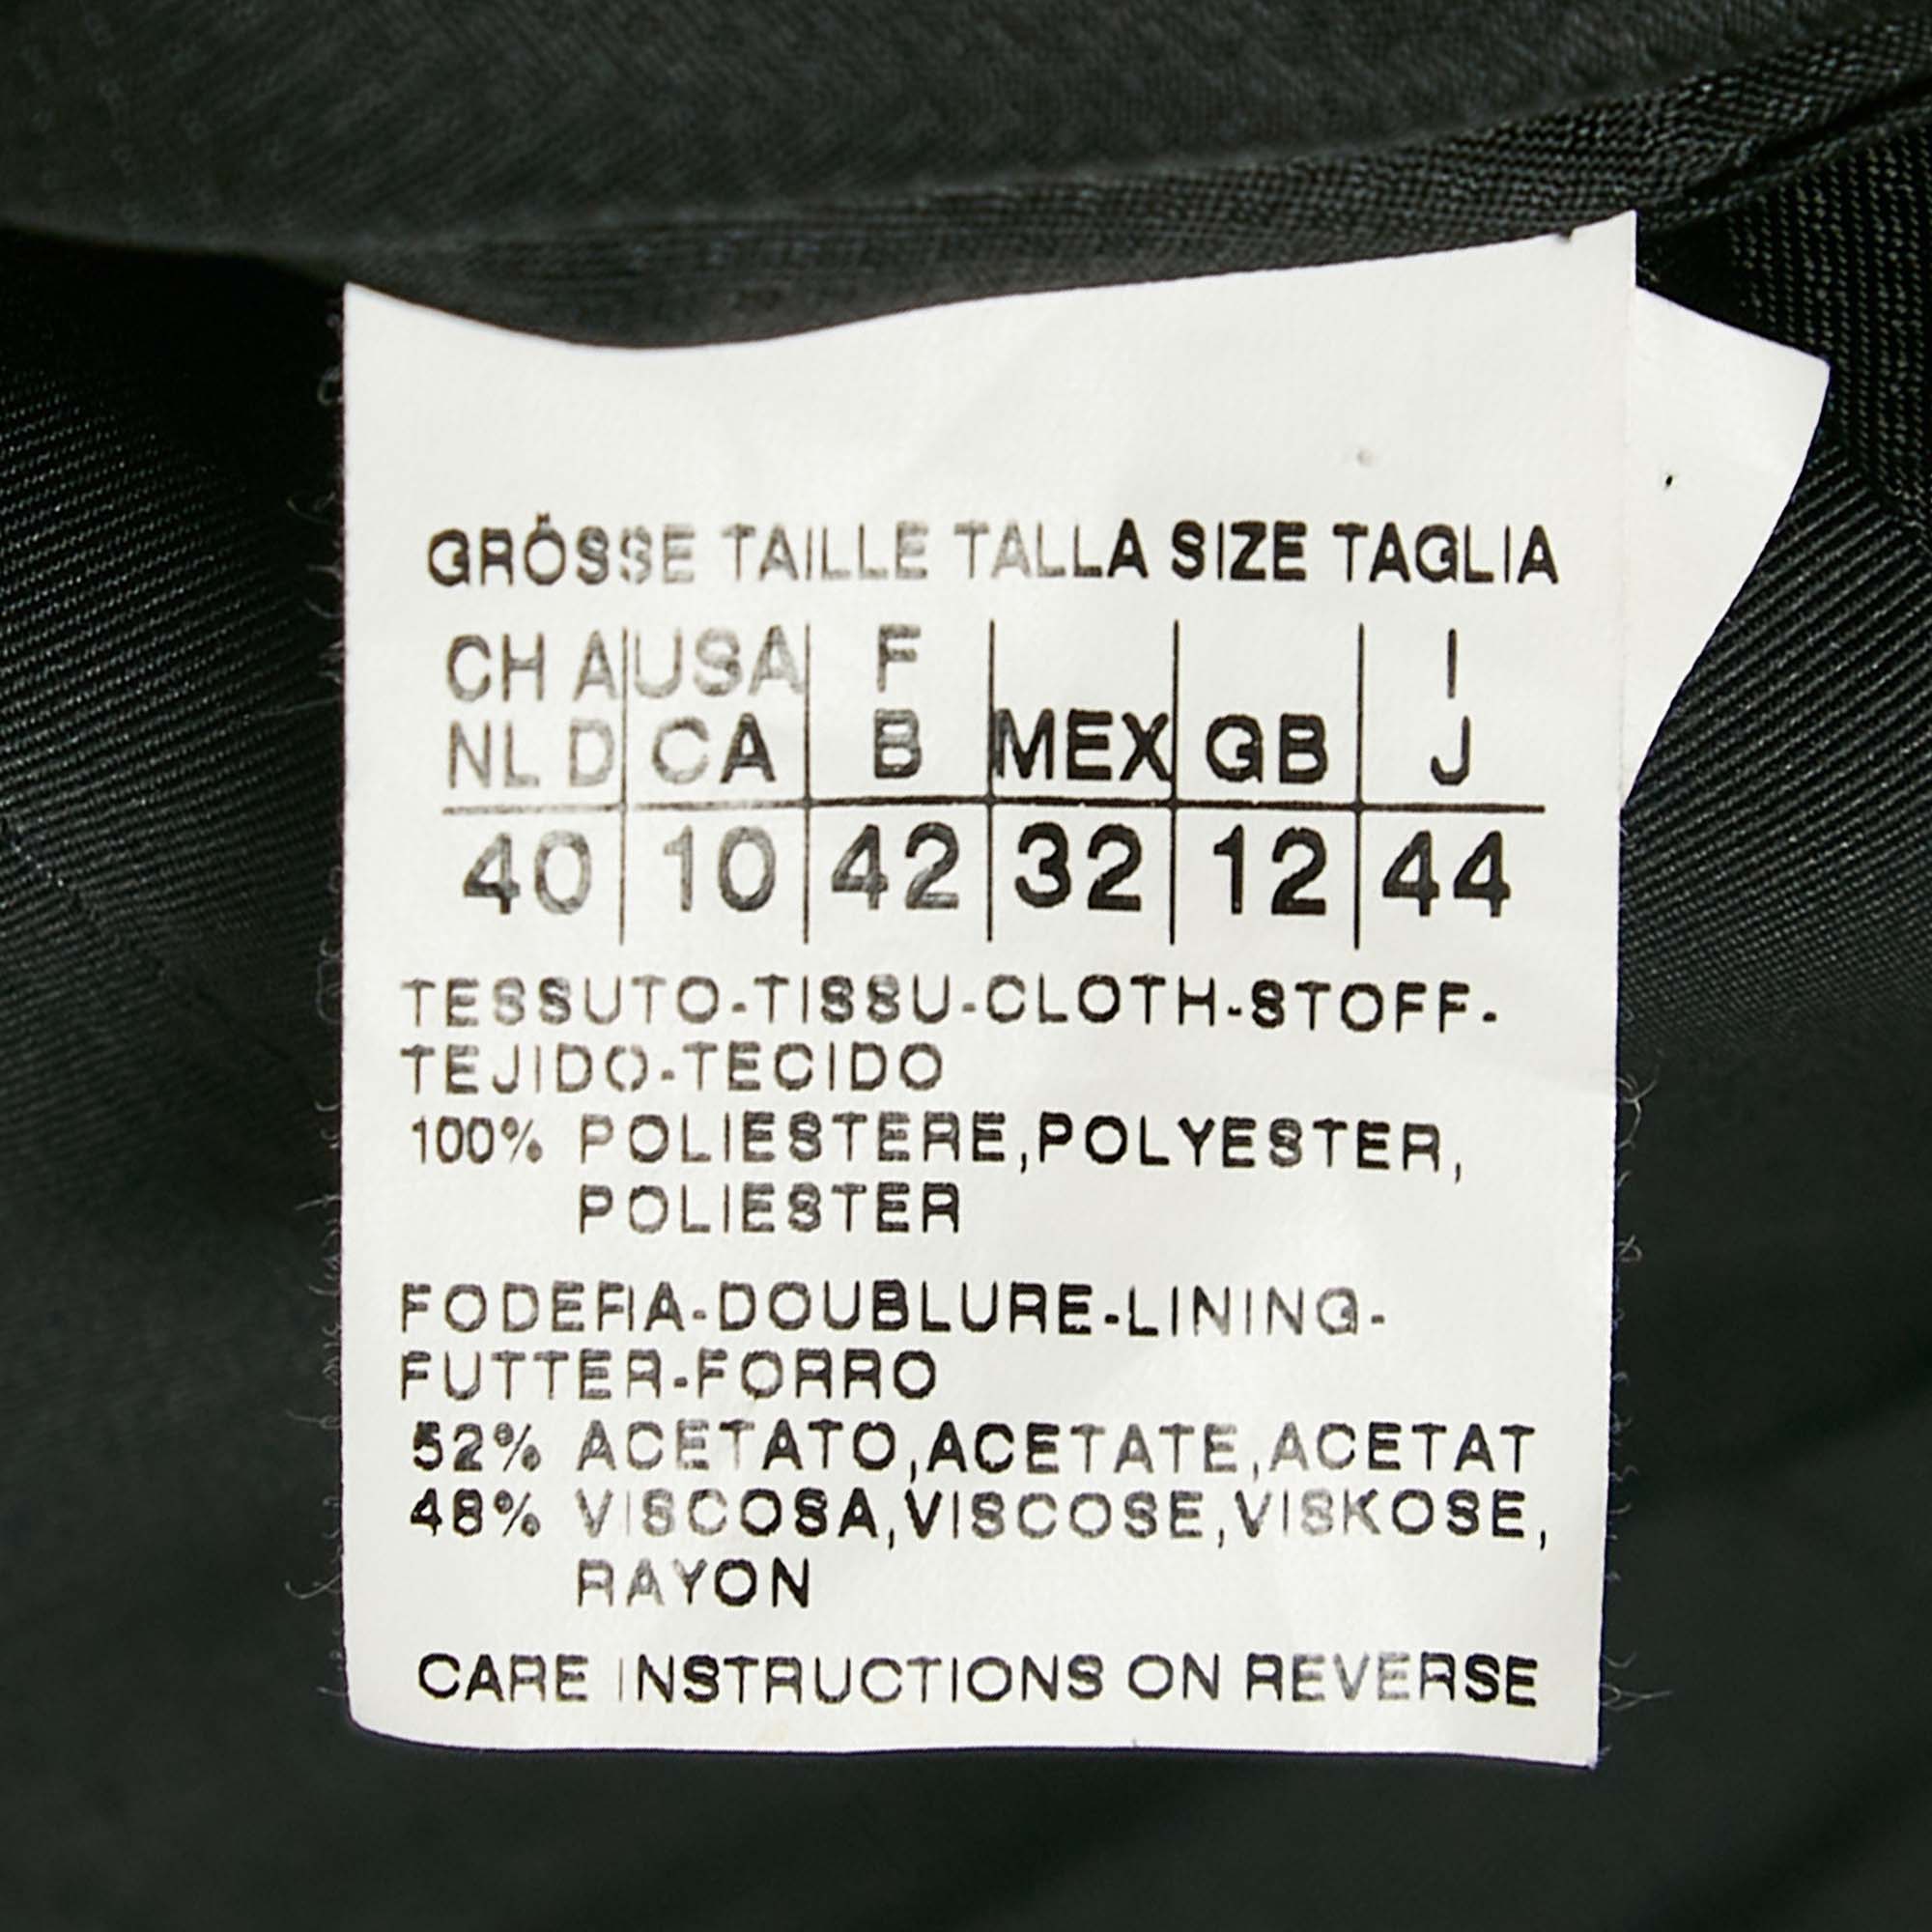 GRÖSSE TAILLE TALLA SIZE TAGLIA
CH A USA F I
NL D CA B MEX GB J
40 10 42 32 12 44
TESSUTO-TISSU-CLOTH-STOFF-
TEJIDO-TECIDO
100% POLIESTERE,POLYESTER,
POLIESTER
FODERA-DOUBLURE-LINING-
FUTTER-FORRO
52% ACETATO,ACETATE,ACETAT
48% VISCOSA,VISCOSE,VISKOSE,
RAYON
CARE INSTRUCTIONS ON REVERSE